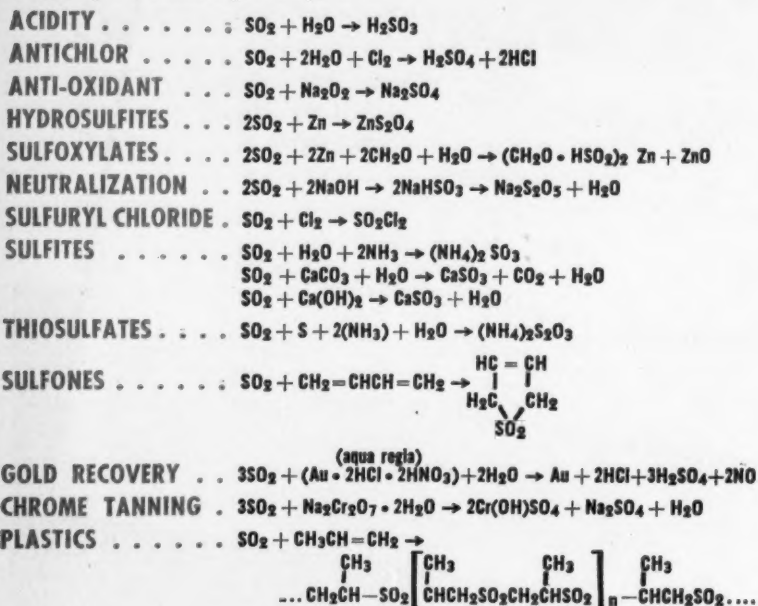 ACIDITY . . . . . . . SO₂ + H₂O → H₂SO₃
ANTICHLOR . . . . . SO₂ + 2H₂O + Cl₂ → H₂SO₄ + 2HCl
ANTI-OXIDANT . . . SO₂ + Na₂O₂ → Na₂SO₄
HYDROSULFITES . . . 2SO₂ + Zn → ZnS₂O₄
SULFOXYLATES . . . . 2SO₂ + 2Zn + 2CH₂O + H₂O → (CH₂O • HSO₂)₂ Zn + ZnO
NEUTRALIZATION . . 2SO₂ + 2NaOH → 2NaHSO₃ → Na₂S₂O₅ + H₂O
SULFURYL CHLORIDE . SO₂ + Cl₂ → SO₂Cl₂
SULFITES . . . . . . SO₂ + H₂O + 2NH₃ → (NH₄)₂ SO₃
SO₂ + CaCO₃ + H₂O → CaSO₃ + CO₂ + H₂O
SO₂ + Ca(OH)₂ → CaSO₃ + H₂O
THIOSULFATES . . . . SO₂ + S + 2(NH₃) + H₂O → (NH₄)₂S₂O₃
HC = CH
SULFONES . . . . . . SO₂ + CH₂=CHCH=CH₂ →
H₂C CH₂
SO₂
(aqua regia)
GOLD RECOVERY . . 3SO₂ + (Au • 2HCl • 2HNO₃)+2H₂O → Au + 2HCl+3H₂SO₄+2NO
CHROME TANNING . 3SO₂ + Na₂Cr₂O₇ • 2H₂O → 2Cr(OH)SO₄ + Na₂SO₄ + H₂O
PLASTICS . . . . . . SO₂ + CH₃CH=CH₂ →
CH₃ CH₃ CH₃ CH₃
... CH₂CH—SO₂[CHCH₂SO₂CH₂CHSO₂]n—CHCH₂SO₂....